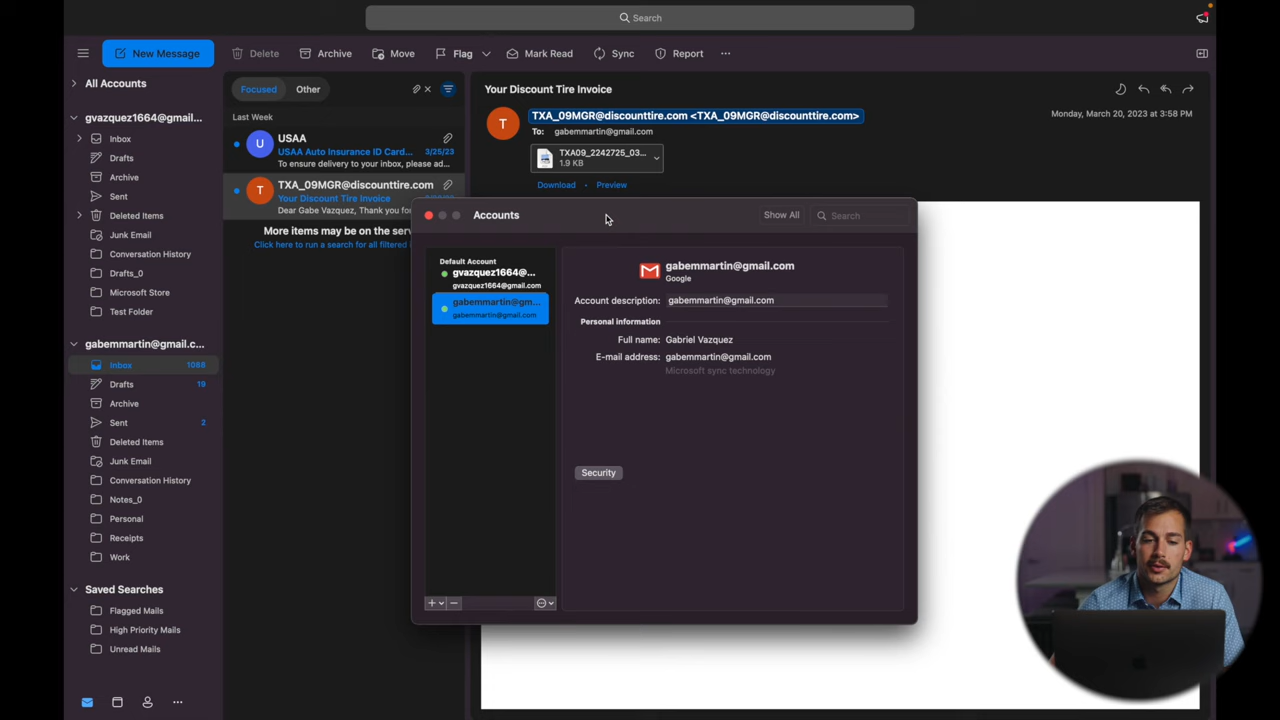 Search
New Message
Delete
Archive
Move
Flag
Mark Read
Sync
Report
All Accounts
gvazquez1664@gmail...
Inbox
Drafts
Archive
Sent
Deleted Items
Junk Email
Conversation History
Drafts_0
Microsoft Store
Test Folder
gabemmartin@gmail.c...
Inbox 1088
Drafts 19
Archive
Sent 2
Deleted Items
Junk Email
Conversation History
Notes_0
Personal
Receipts
Work
Saved Searches
Flagged Mails
High Priority Mails
Unread Mails
Focused
Other
Last Week
U
USAA
USAA Auto Insurance ID Card... 3/25/23
To ensure delivery to your inbox, please ad...
T
TXA_09MGR@discounttire.com
Your Discount Tire Invoice
Dear Gabe Vazquez, Thank you fo
More items may be on the serv
Click here to run a search for all filtered
Your Discount Tire Invoice
T
TXA_09MGR@discounttire.com <TXA_09MGR@discounttire.com>
To: gabemmartin@gmail.com
Monday, March 20, 2023 at 3:58 PM
TXA09_2242725_03...
1.9 KB
Download • Preview
Accounts
Show All
Search
Default Account
gvazquez1664@...
gvazquez1664@gmail.com
gabemmartin@gm...
gabemmartin@gmail.com
gabemmartin@gmail.com
Google
Account description: gabemmartin@gmail.com
Personal information
Full name: Gabriel Vazquez
E-mail address: gabemmartin@gmail.com
Microsoft sync technology
Security